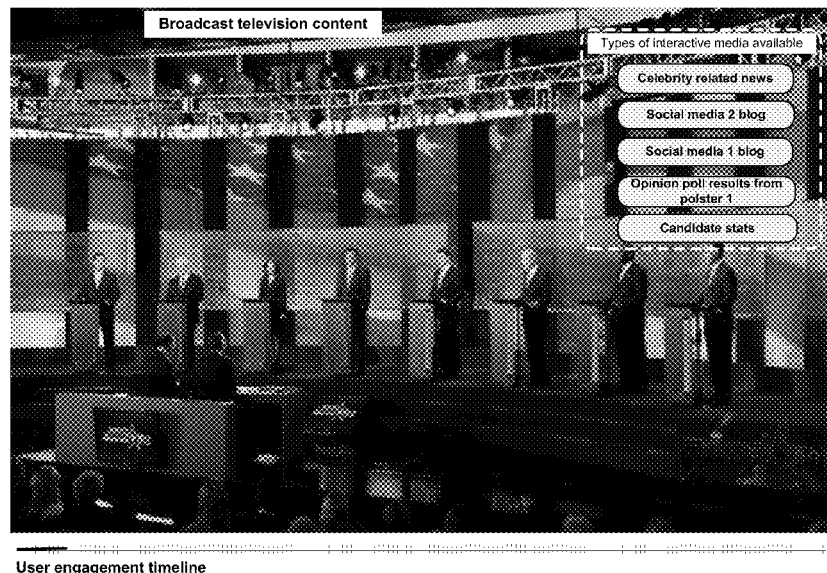 Broadcast television content
Types of interactive media available
Celebrity related news
Social media 2 blog
Social media 1 blog
Opinion poll results from
polster 1
Candidate stats
User engagement timeline